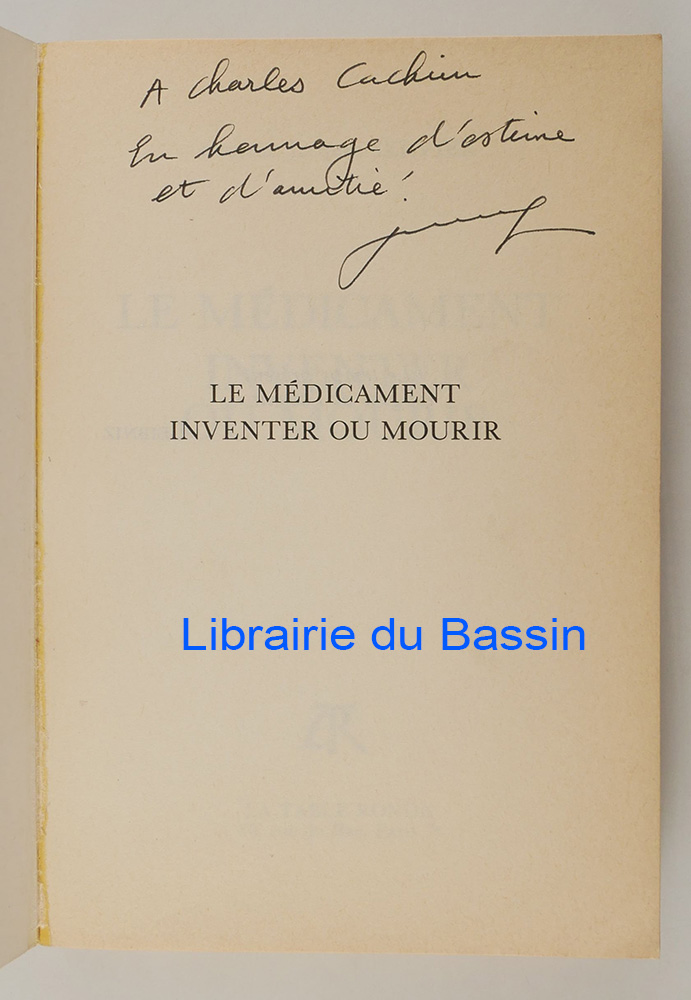 A Charles Cachin
En hommage d'estime
et d'amitié !
LE MÉDICAMENT
INVENTER OU MOURIR
Librairie du Bassin